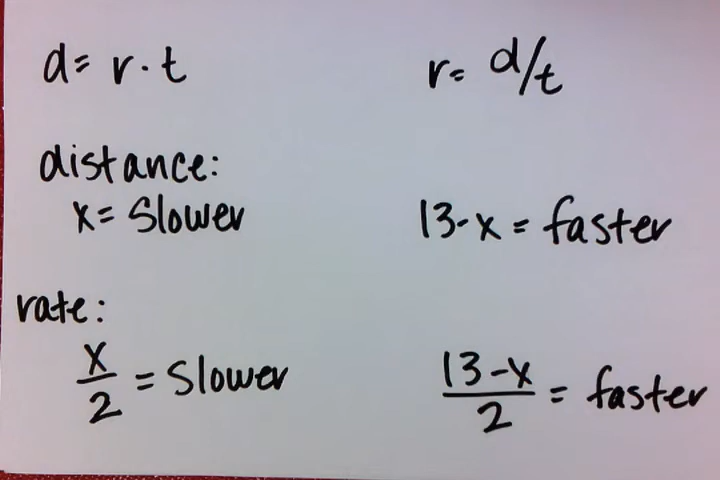 d= r · t
r= d/t
distance:
x= Slower
13-x = faster
rate:
x/2 = Slower
13-x/2 = faster